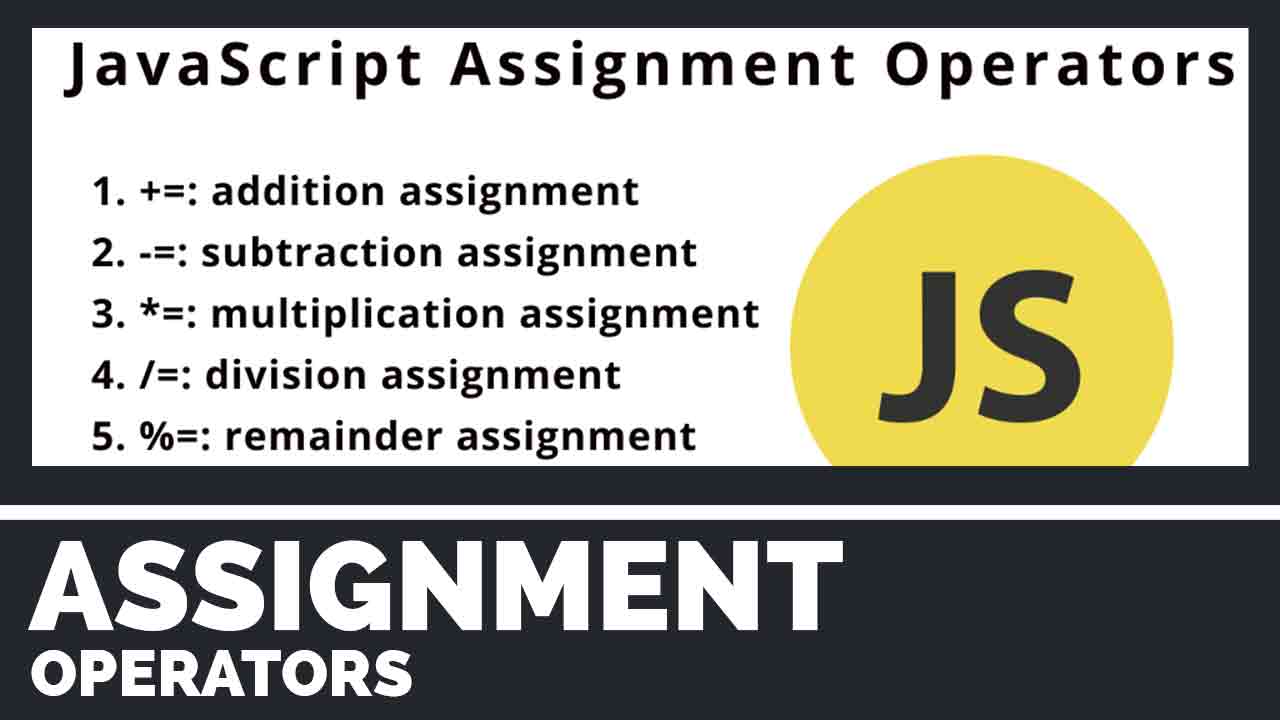 JavaScript Assignment Operators
1. +=: addition assignment
2. -=: subtraction assignment
3. *=: multiplication assignment
4. /=: division assignment
5. %=: remainder assignment
JS
ASSIGNMENT
OPERATORS